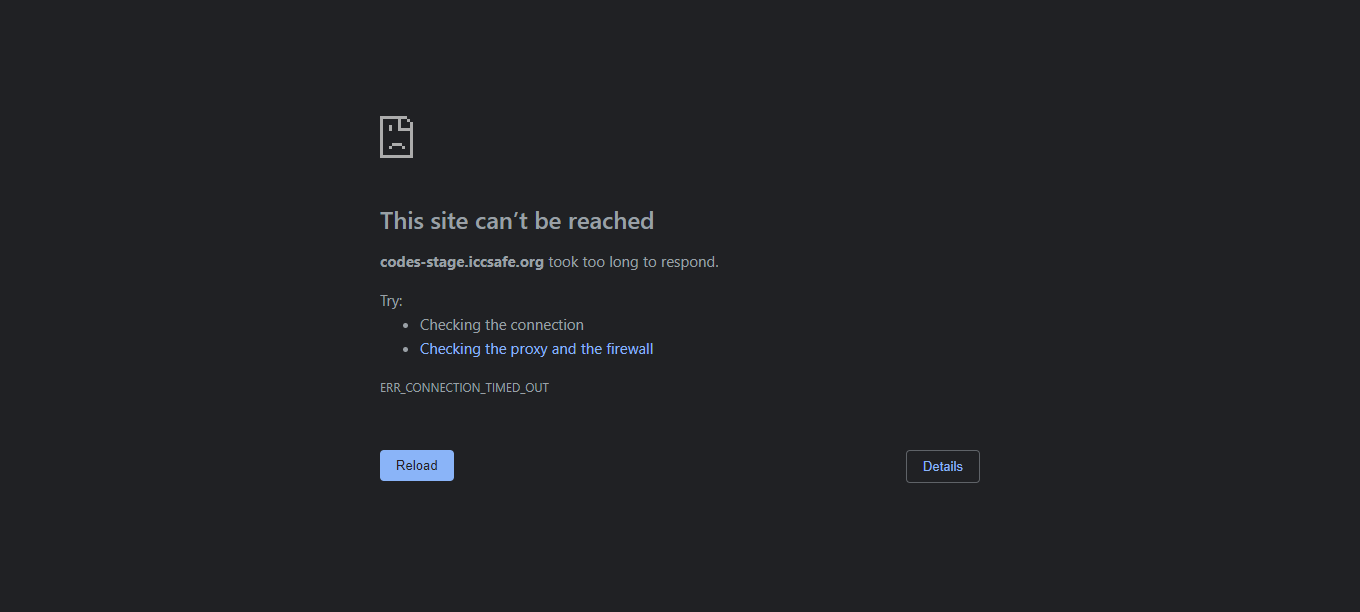 This site can’t be reached
codes-stage.iccsafe.org took too long to respond.
Try:
Checking the connection
Checking the proxy and the firewall
ERR_CONNECTION_TIMED_OUT
Reload
Details